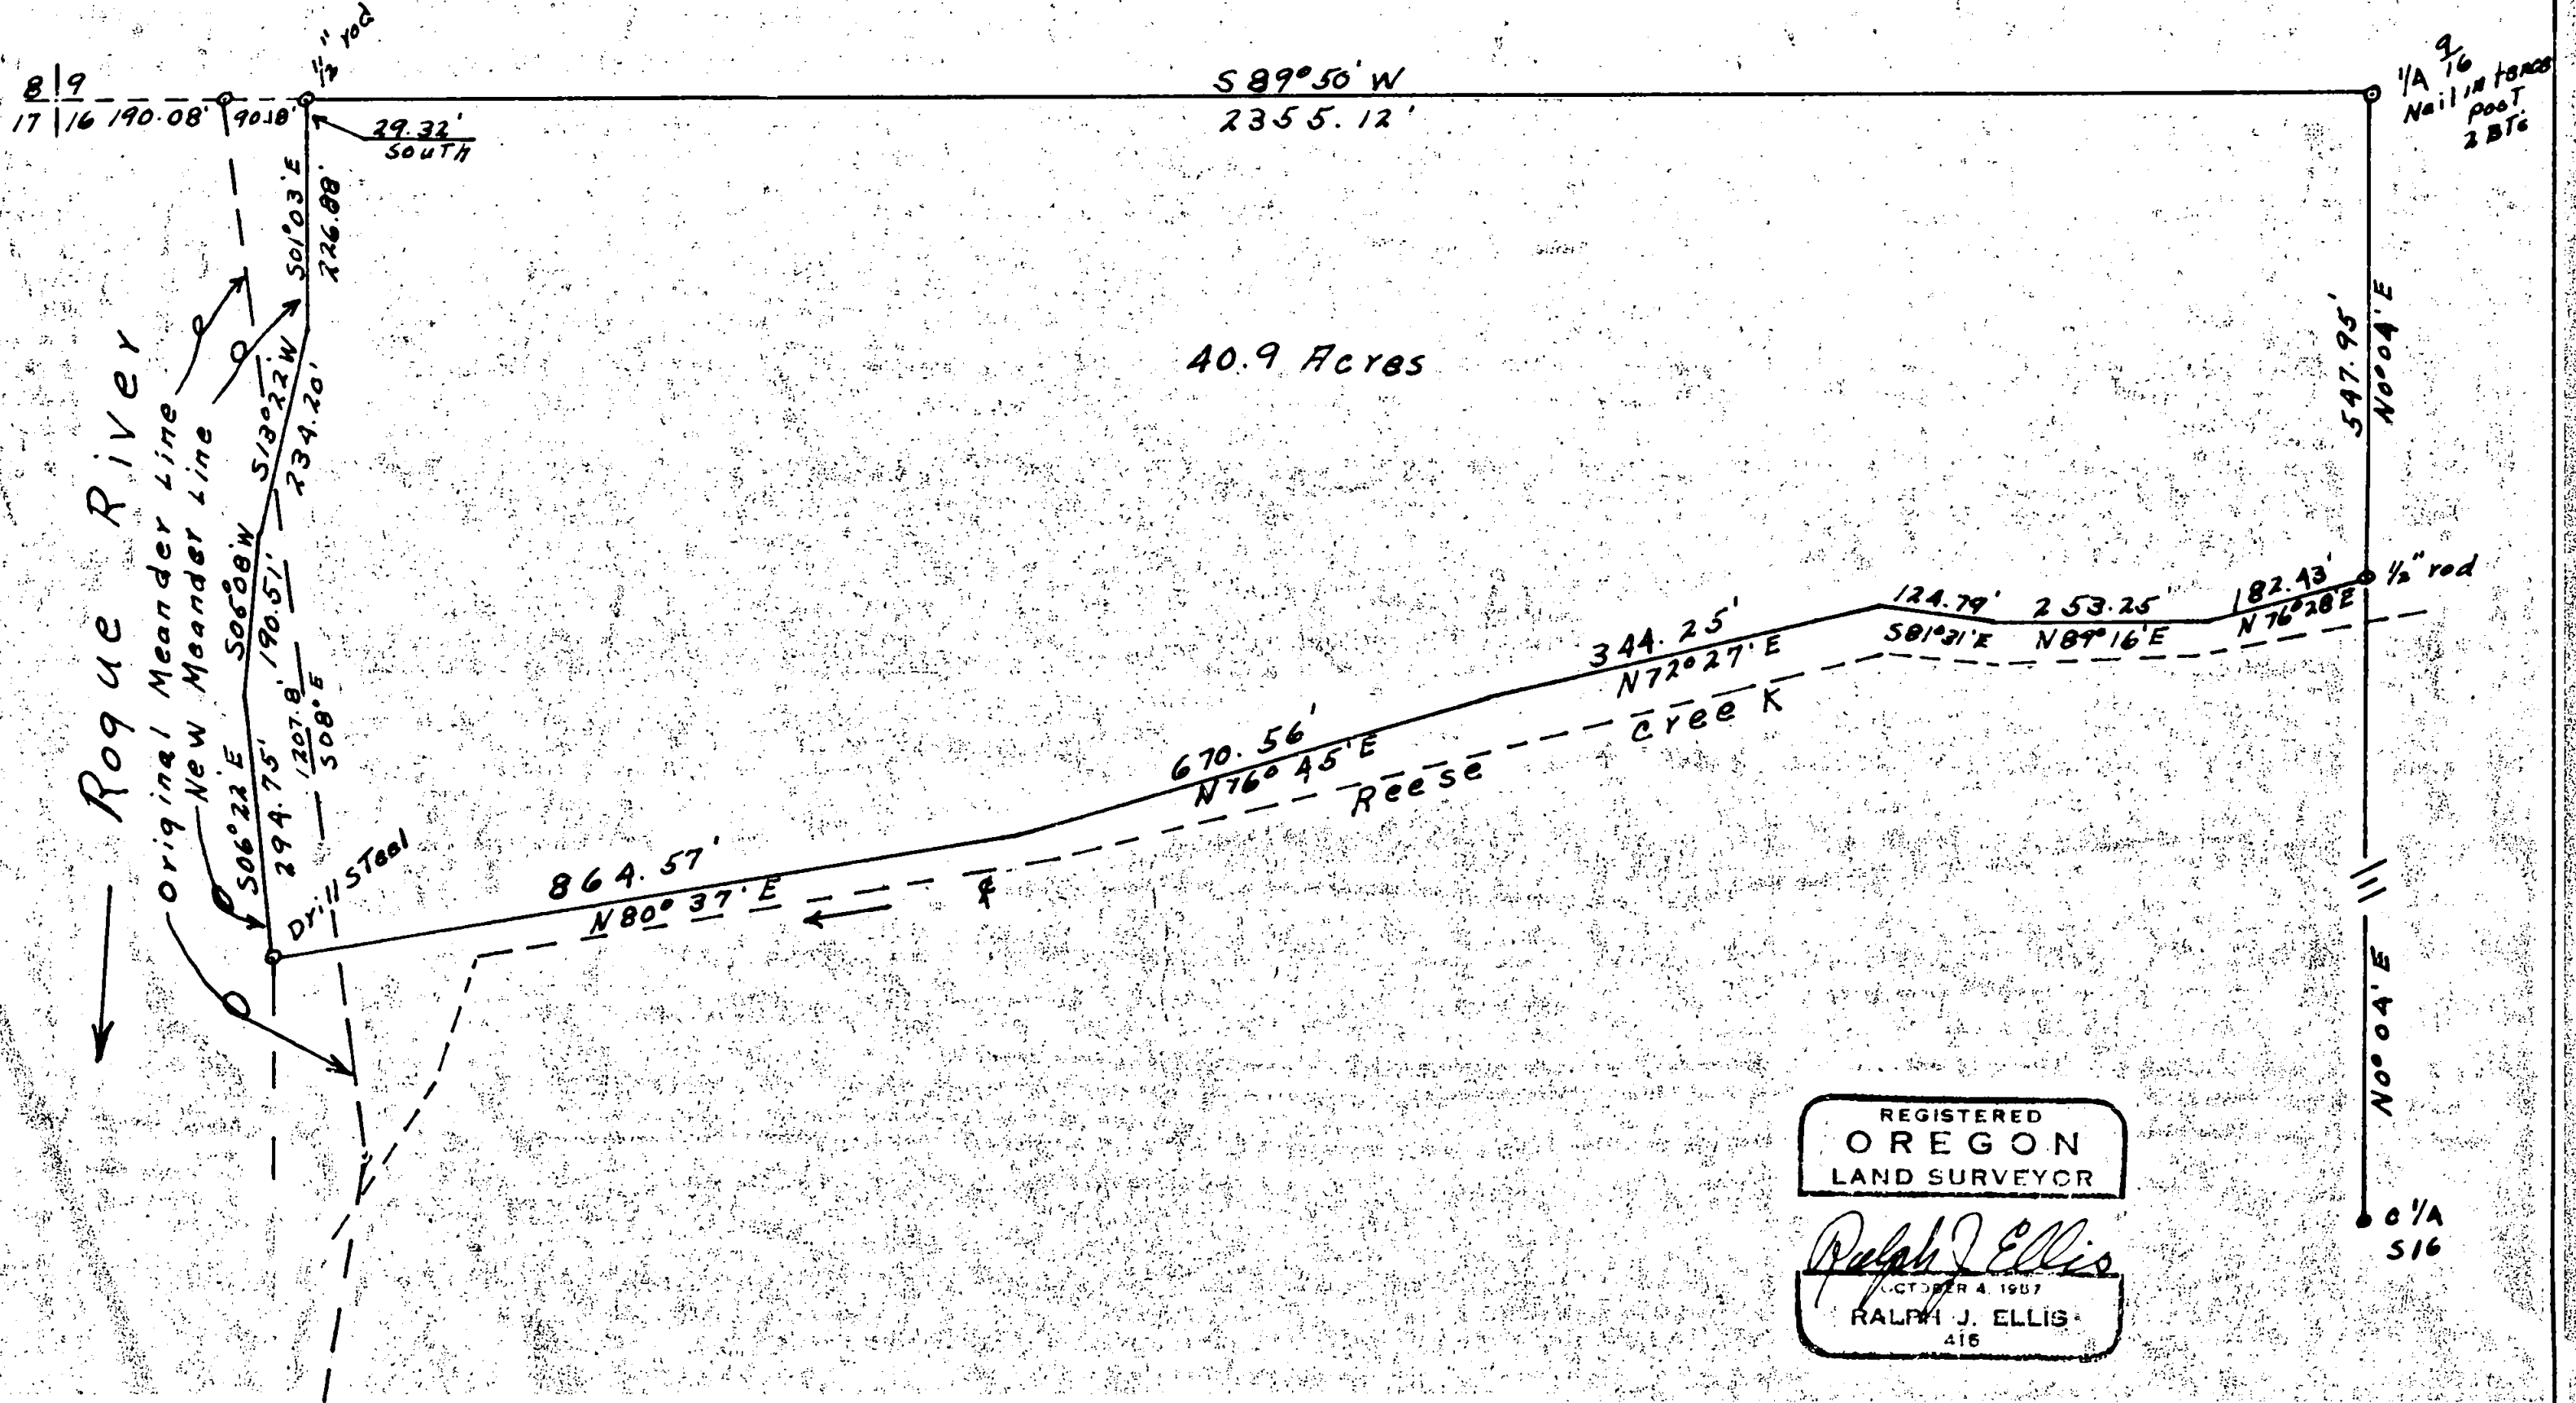 8 | 9
17 | 16
190.08'
90.18'
1/2" rod
29.32'
SOUTH
S 89° 50' W
2355.12'
1/4 9/16
Nail in fence
post
2 BTs
S01°03'E
226.88'
S13°22'W
234.20'
S06°08'W
190.51'
S06°22'E
294.75'
1207.8'
S08°E
Rogue River
Original Meander Line
New Meander Line
40.9 Acres
547.95'
N0°04'E
1/2" rod
182.43'
N76°28'E
253.25'
N89°16'E
124.79'
S81°31'E
344.25'
N72°27'E
670.56'
N76°45'E
864.57'
N80°37'E
Reese Creek
℄
Drill Steel
N0°04'E
C 1/4
S16
REGISTERED
OREGON
LAND SURVEYOR
Ralph J Ellis
RALPH J. ELLIS
416